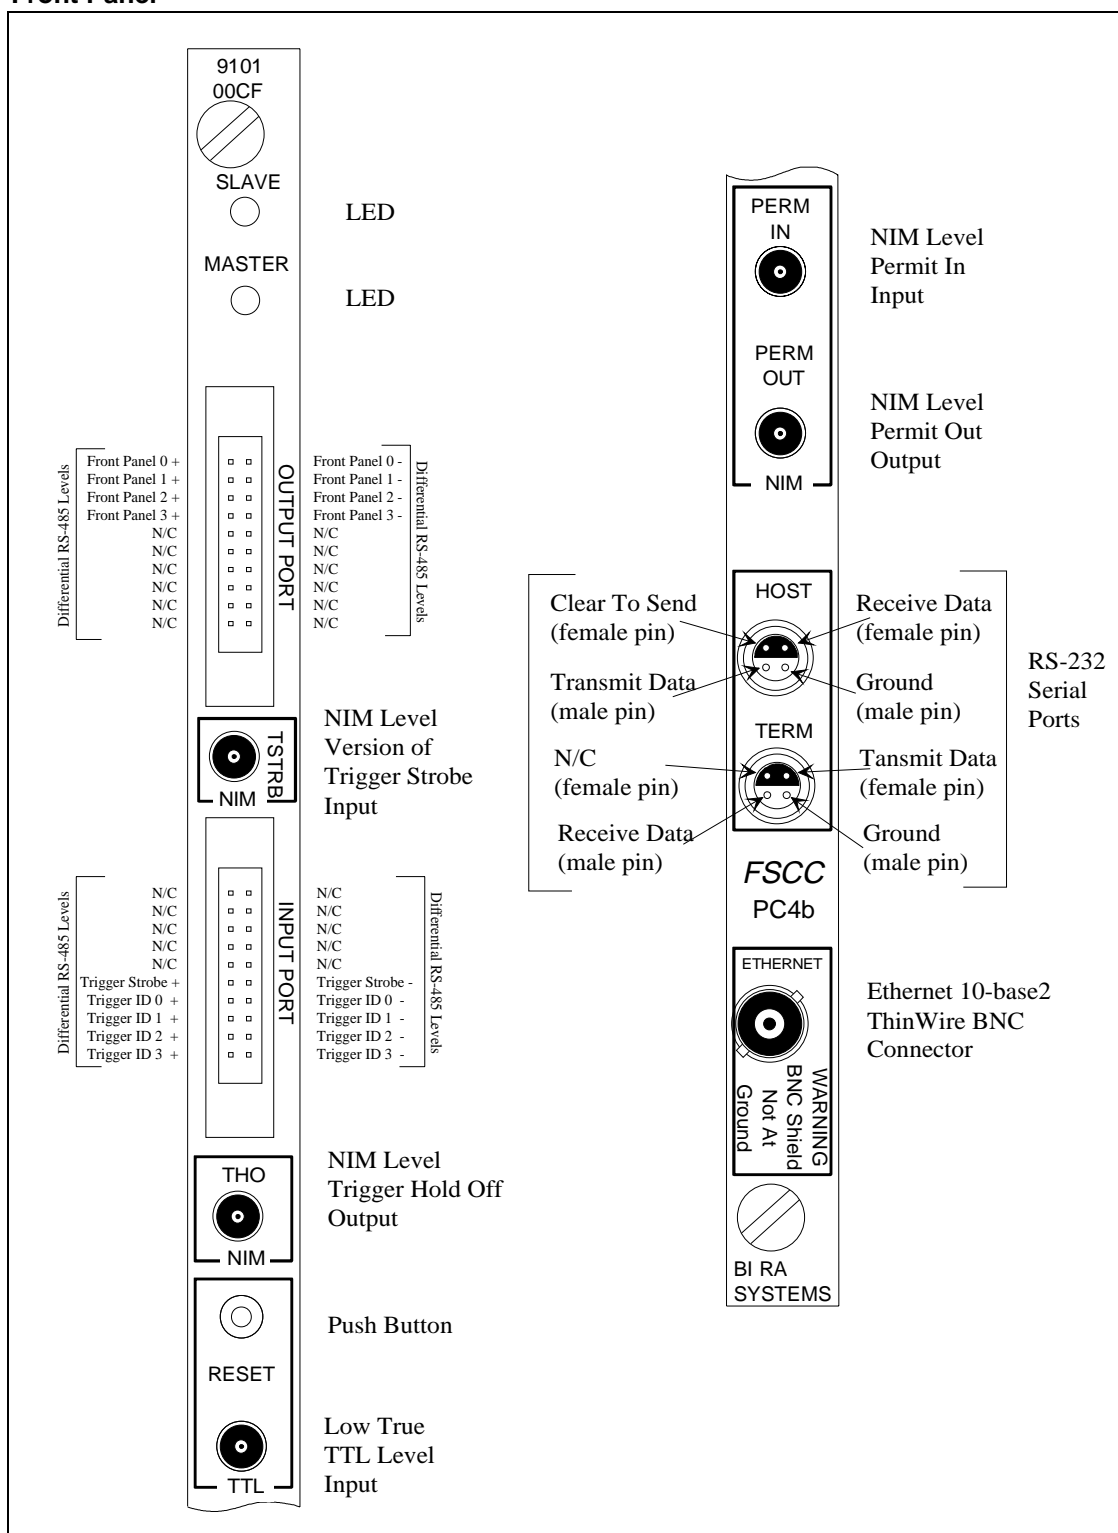 Front Panel
9101
00CF
SLAVE
LED
MASTER
LED
Differential RS-485 Levels
Front Panel 0 +
Front Panel 1 +
Front Panel 2 +
Front Panel 3 +
N/C
N/C
N/C
N/C
N/C
N/C
OUTPUT PORT
Front Panel 0 -
Front Panel 1 -
Front Panel 2 -
Front Panel 3 -
N/C
N/C
N/C
N/C
N/C
N/C
Differential RS-485 Levels
TSTRB
NIM
NIM Level
Version of
Trigger Strobe
Input
Differential RS-485 Levels
N/C
N/C
N/C
N/C
N/C
Trigger Strobe +
Trigger ID 0 +
Trigger ID 1 +
Trigger ID 2 +
Trigger ID 3 +
INPUT PORT
N/C
N/C
N/C
N/C
N/C
Trigger Strobe -
Trigger ID 0 -
Trigger ID 1 -
Trigger ID 2 -
Trigger ID 3 -
Differential RS-485 Levels
THO
NIM
NIM Level
Trigger Hold Off
Output
Push Button
RESET
TTL
Low True
TTL Level
Input
PERM
IN
NIM Level
Permit In
Input
PERM
OUT
NIM
NIM Level
Permit Out
Output
HOST
Clear To Send
(female pin)
Receive Data
(female pin)
Transmit Data
(male pin)
Ground
(male pin)
TERM
N/C
(female pin)
Tansmit Data
(female pin)
Receive Data
(male pin)
Ground
(male pin)
RS-232
Serial
Ports
FSCC
PC4b
ETHERNET
WARNING
BNC Shield
Not At
Ground
Ethernet 10-base2
ThinWire BNC
Connector
BI RA
SYSTEMS